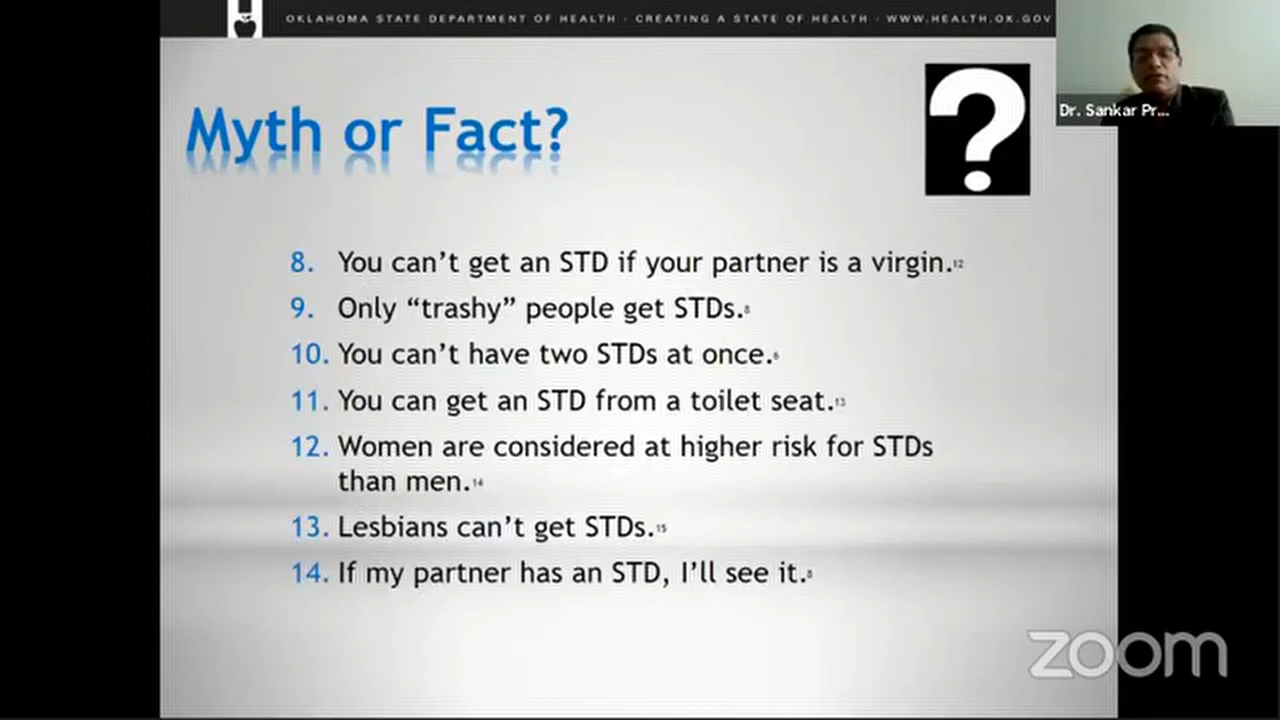 OKLAHOMA STATE DEPARTMENT OF HEALTH · CREATING A STATE OF HEALTH · WWW.HEALTH.OK.GOV
Dr. Sankar Pr...
Myth or Fact?
?
8. You can't get an STD if your partner is a virgin.12
9. Only “trashy” people get STDs.8
10. You can't have two STDs at once.6
11. You can get an STD from a toilet seat.13
12. Women are considered at higher risk for STDs
than men.14
13. Lesbians can't get STDs.15
14. If my partner has an STD, I'll see it.8
zoom